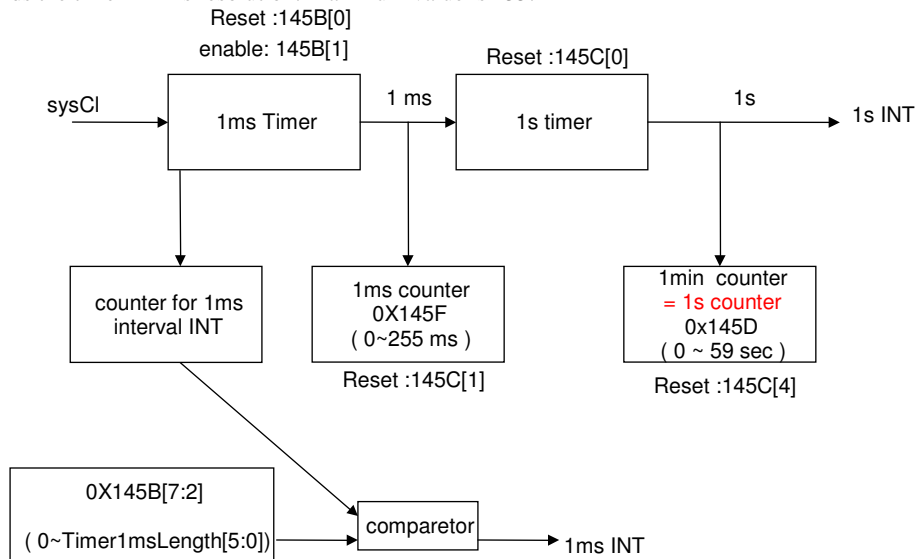 Reset :145B[0]
enable: 145B[1]
Reset :145C[0]
sysCl
1ms Timer
1 ms
1s timer
1s
1s INT
counter for 1ms
interval INT
1ms counter
0X145F
( 0~255 ms )
Reset :145C[1]
1min counter
= 1s counter
0x145D
( 0 ~ 59 sec )
Reset :145C[4]
0X145B[7:2]
( 0~Timer1msLength[5:0])
comparetor
1ms INT